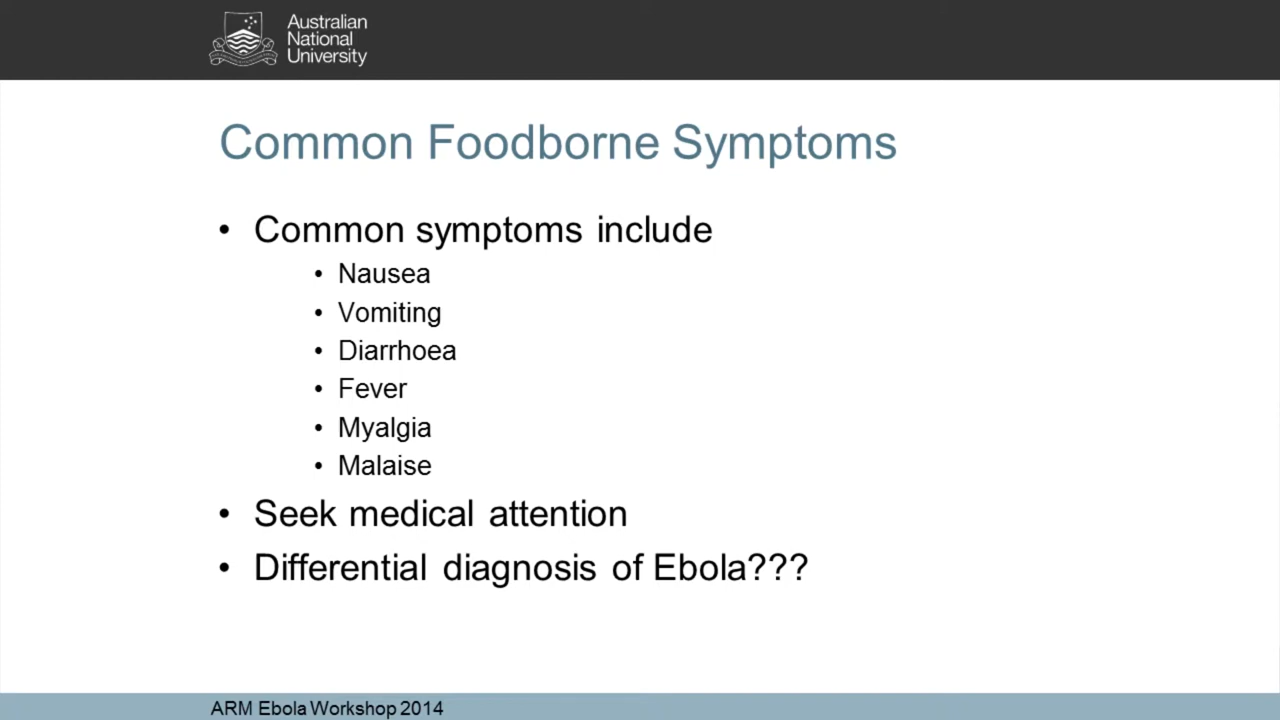 Australian
National
University
Common Foodborne Symptoms
• Common symptoms include
• Nausea
• Vomiting
• Diarrhoea
• Fever
• Myalgia
• Malaise
• Seek medical attention
• Differential diagnosis of Ebola???
ARM Ebola Workshop 2014